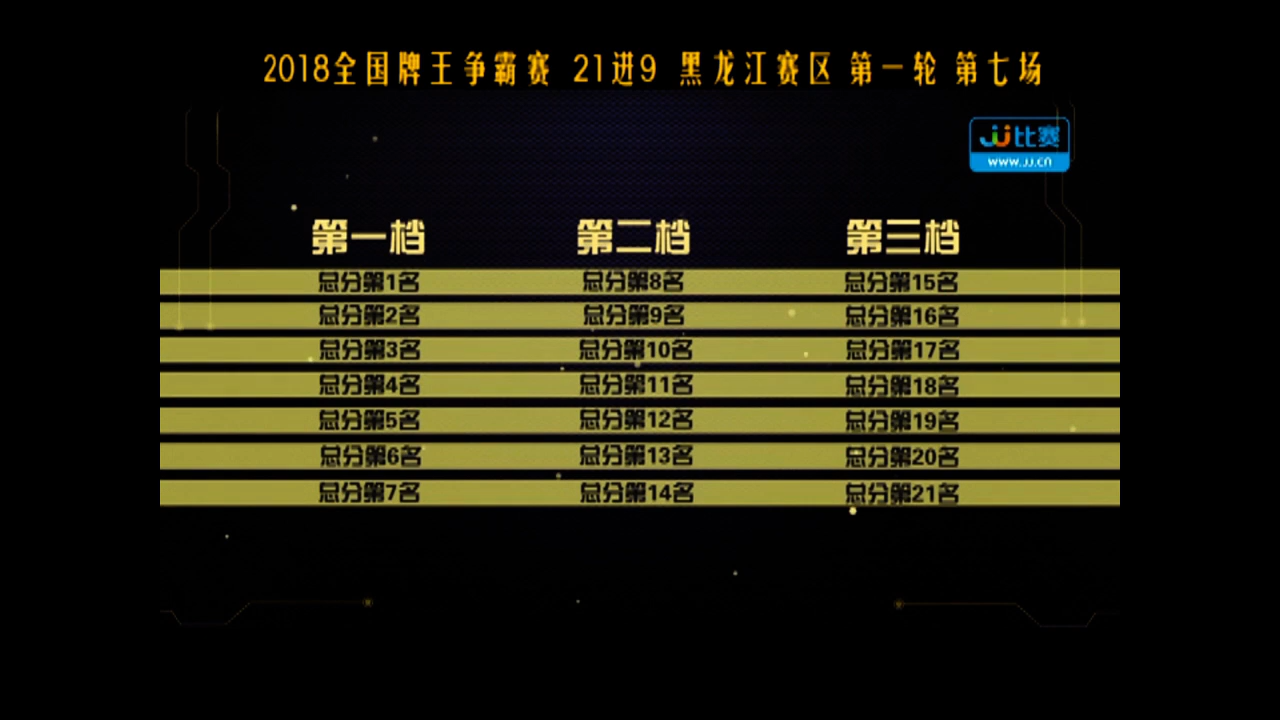 2018全国牌王争霸赛 21进9 黑龙江赛区 第一轮 第七场
JJ比赛
www.JJ.cn
第一档 第二档 第三档
总分第1名 总分第8名 总分第15名
总分第2名 总分第9名 总分第16名
总分第3名 总分第10名 总分第17名
总分第4名 总分第11名 总分第18名
总分第5名 总分第12名 总分第19名
总分第6名 总分第13名 总分第20名
总分第7名 总分第14名 总分第21名